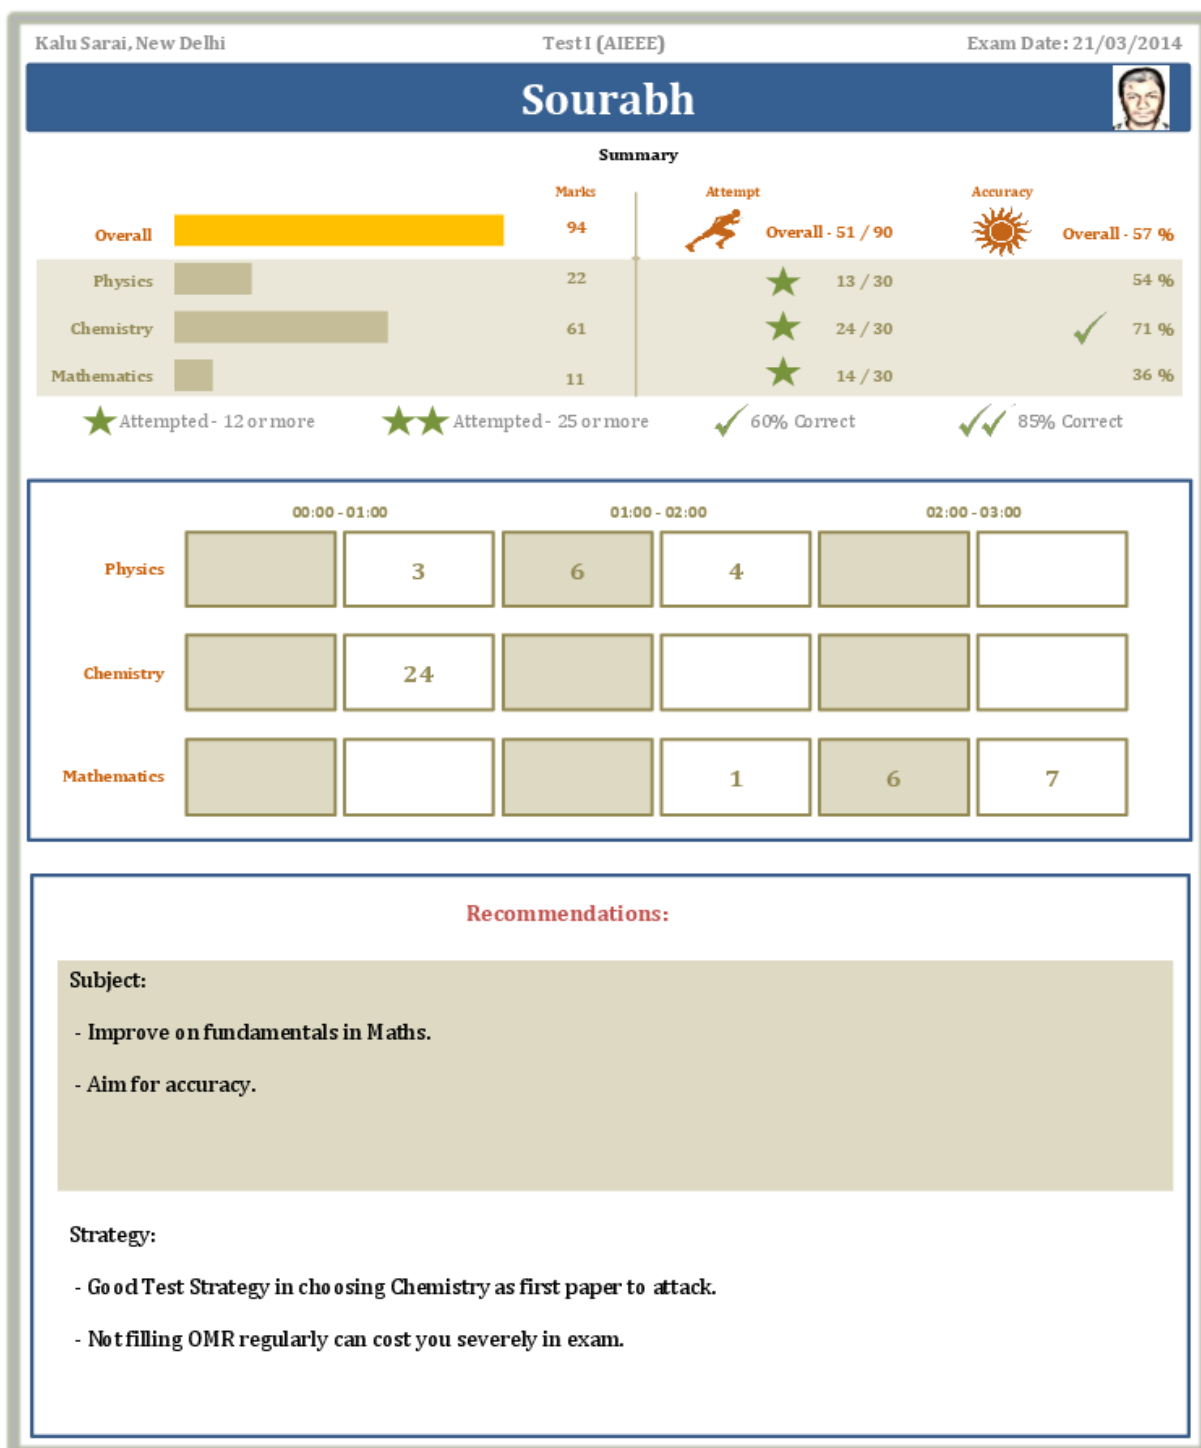 Kalu Sarai, New Delhi Test I (AIEEE) Exam Date: 21/03/2014
Sourabh
Summary
Marks Attempt Accuracy
Overall 94 Overall - 51 / 90 Overall - 57 %
Physics 22 13 / 30 54 %
Chemistry 61 24 / 30 71 %
Mathematics 11 14 / 30 36 %
Attempted - 12 or more Attempted - 25 or more 60% Correct 85% Correct
00:00 - 01:00 01:00 - 02:00 02:00 - 03:00
Physics 3 6 4
Chemistry 24
Mathematics 1 6 7
Recommendations:
Subject:
- Improve on fundamentals in Maths.
- Aim for accuracy.
Strategy:
- Good Test Strategy in choosing Chemistry as first paper to attack.
- Not filling OMR regularly can cost you severely in exam.